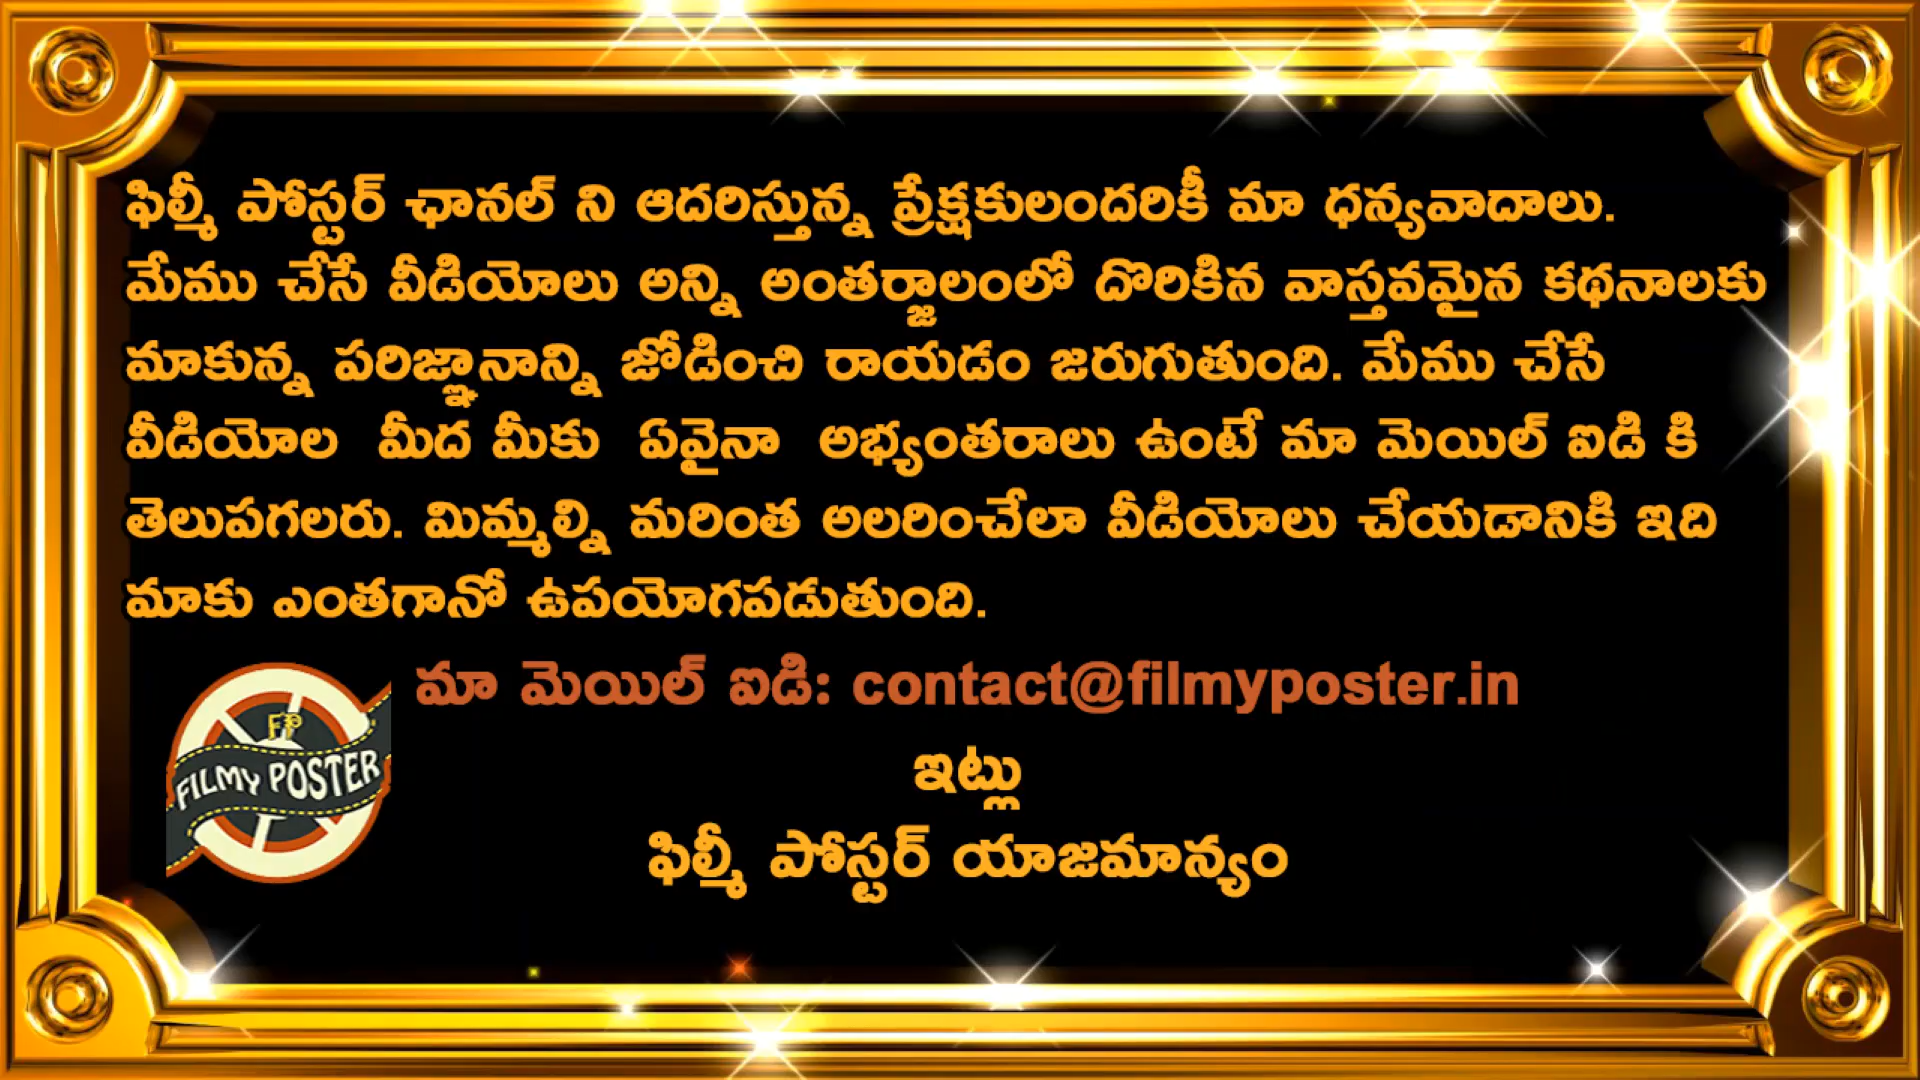 ఫిల్మీ పోస్టర్ ఛానల్ ని ఆదరిస్తున్న ప్రేక్షకులందరికీ మా ధన్యవాదాలు.
మేము చేసే వీడియోలు అన్ని అంతర్జాలంలో దొరికిన వాస్తవమైన కథనాలకు
మాకున్న పరిజ్ఞానాన్ని జోడించి రాయడం జరుగుతుంది. మేము చేసే
వీడియోల మీద మీకు ఏవైనా అభ్యంతరాలు ఉంటే మా మెయిల్ ఐడి కి
తెలుపగలరు. మిమ్మల్ని మరింత అలరించేలా వీడియోలు చేయడానికి ఇది
మాకు ఎంతగానో ఉపయోగపడుతుంది.
మా మెయిల్ ఐడి: contact@filmyposter.in
FP
FILMY POSTER
ఇట్లు
ఫిల్మీ పోస్టర్ యాజమాన్యం